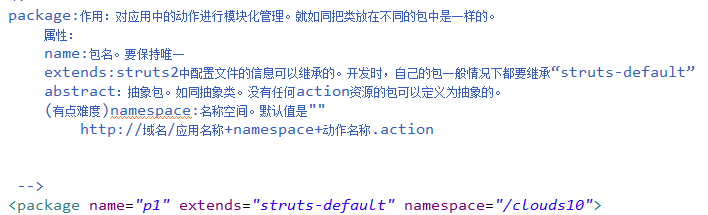 package:作用：对应用中的动作进行模块化管理。就如同把类放在不同的包中是一样的。
属性：
name:包名。要保持唯一
extends:struts2中配置文件的信息可以继承的。开发时，自己的包一般情况下都要继承“struts-default”
abstract：抽象包。如同抽象类。没有任何action资源的包可以定义为抽象的。
(有点难度)namespace:名称空间。默认值是""
http://域名/应用名称+namespace+动作名称.action
-->
<package name="p1" extends="struts-default" namespace="/clouds10">